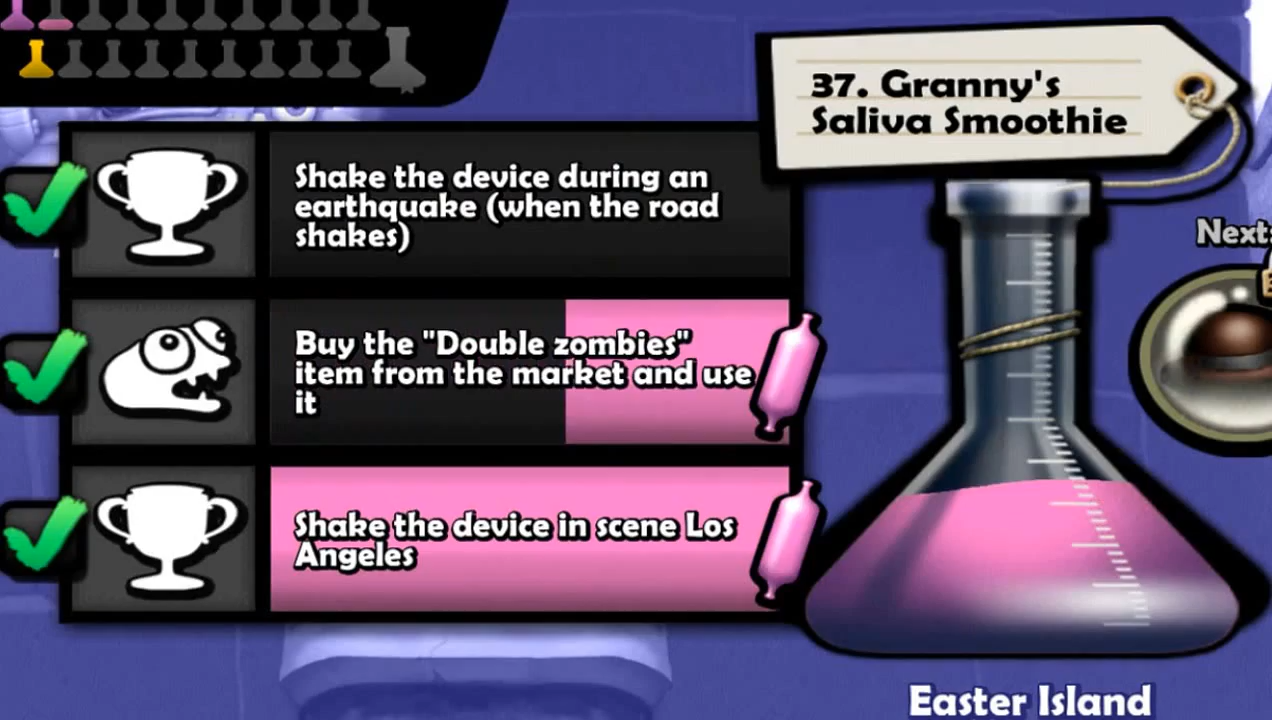 37. Granny's
Saliva Smoothie
Shake the device during an
earthquake (when the road
shakes)
Next:
Buy the "Double zombies"
item from the market and use
it
Shake the device in scene Los
Angeles
Easter Island